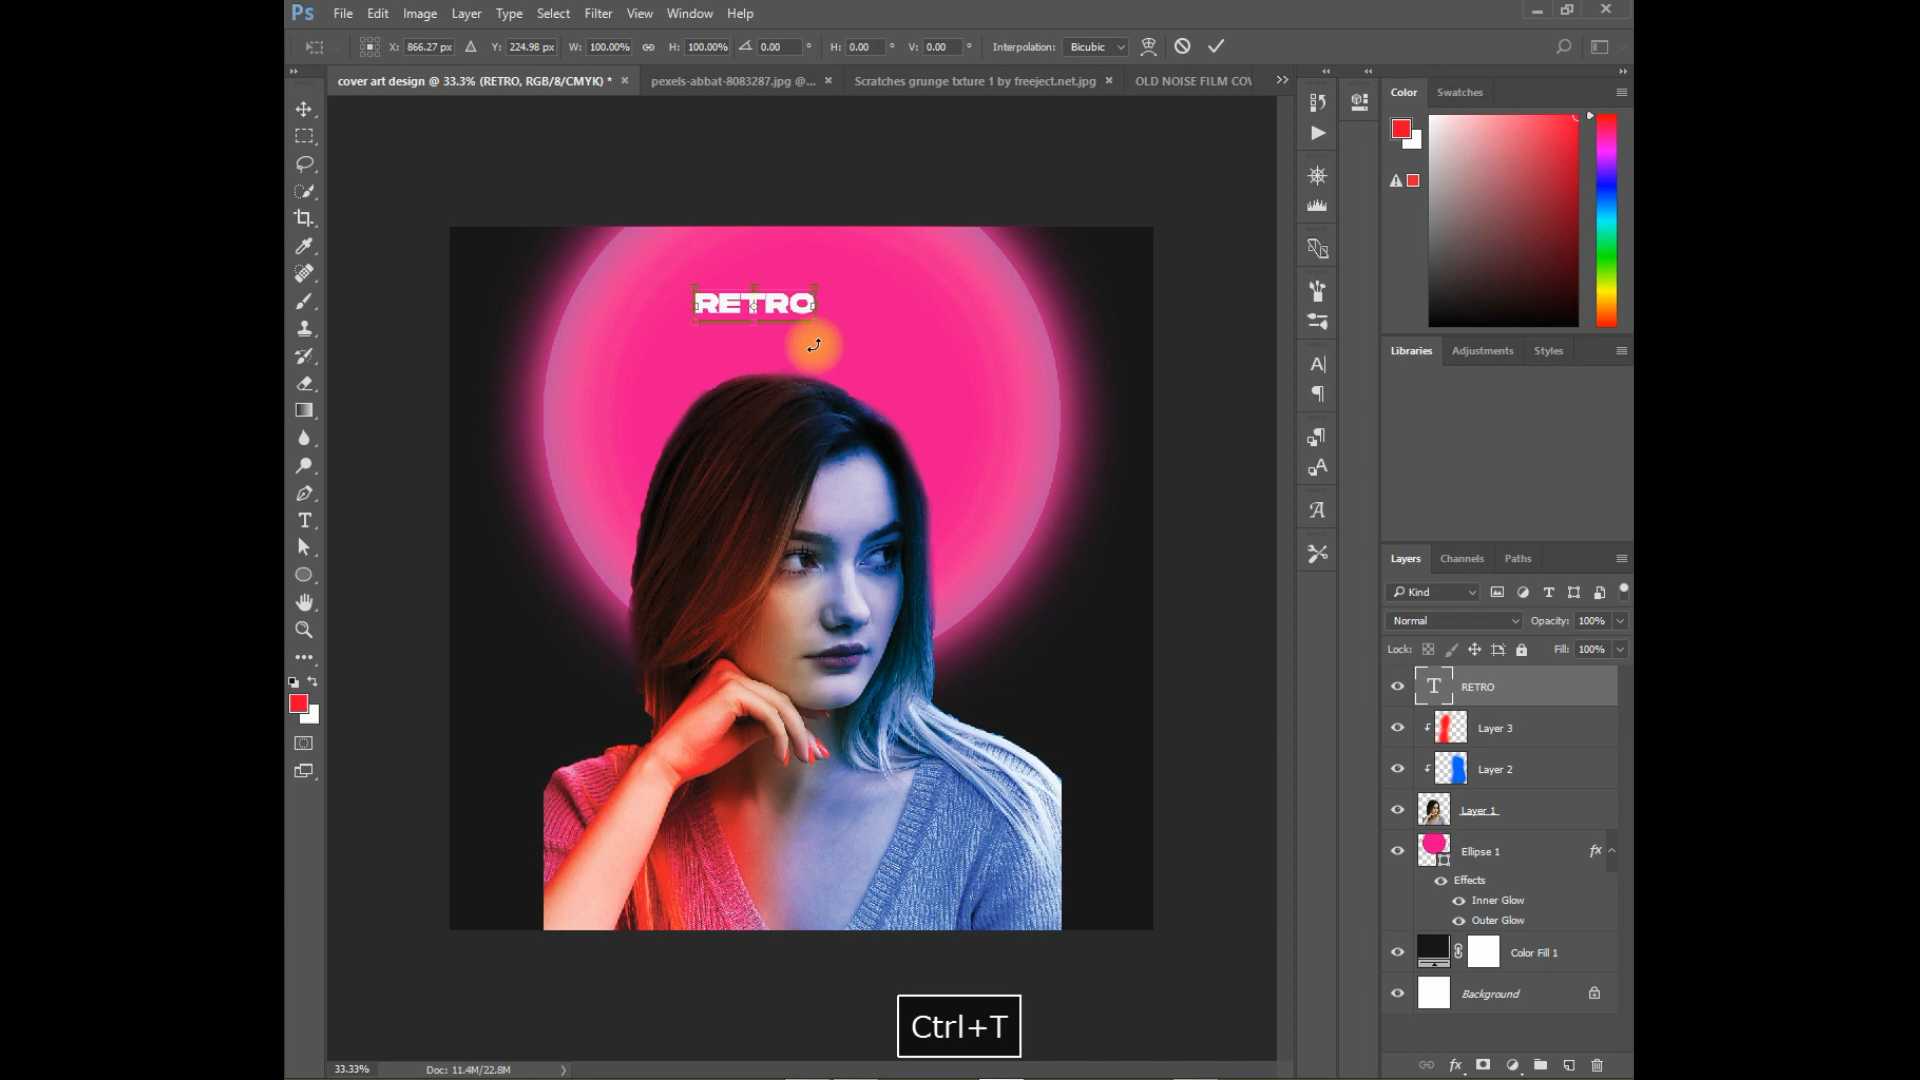 Ps File Edit Image Layer Type Select Filter View Window Help
X: 866.27 px Y: 224.98 px W: 100.00% H: 100.00% 0.00 ° H: 0.00 ° V: 0.00 ° Interpolation: Bicubic
cover art design @ 33.3% (RETRO, RGB/8/CMYK) * × pexels-abbat-8083287.jpg @... × Scratches grunge txture 1 by freeject.net.jpg × OLD NOISE FILM COV
Color Swatches
RETRO
Libraries Adjustments Styles
Layers Channels Paths
Kind
Normal Opacity: 100%
Lock: Fill: 100%
T RETRO
Layer 3
Layer 2
Layer 1
Ellipse 1 fx
Effects
Inner Glow
Outer Glow
Color Fill 1
Background
Ctrl+T
33.33% Doc: 11.4M/22.8M
fx